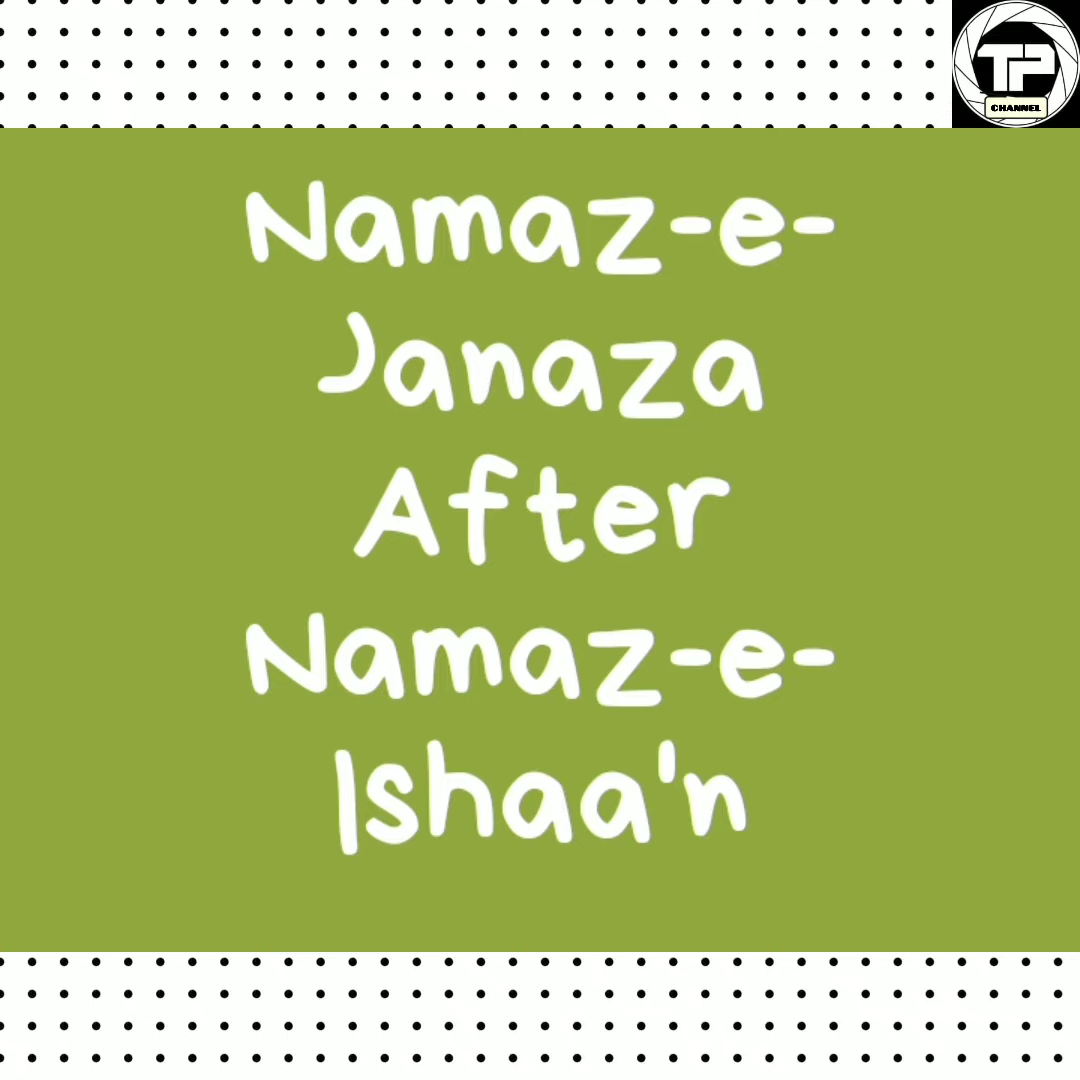 TP
CHANNEL
Namaz-e-
Janaza
After
Namaz-e-
Ishaa'n